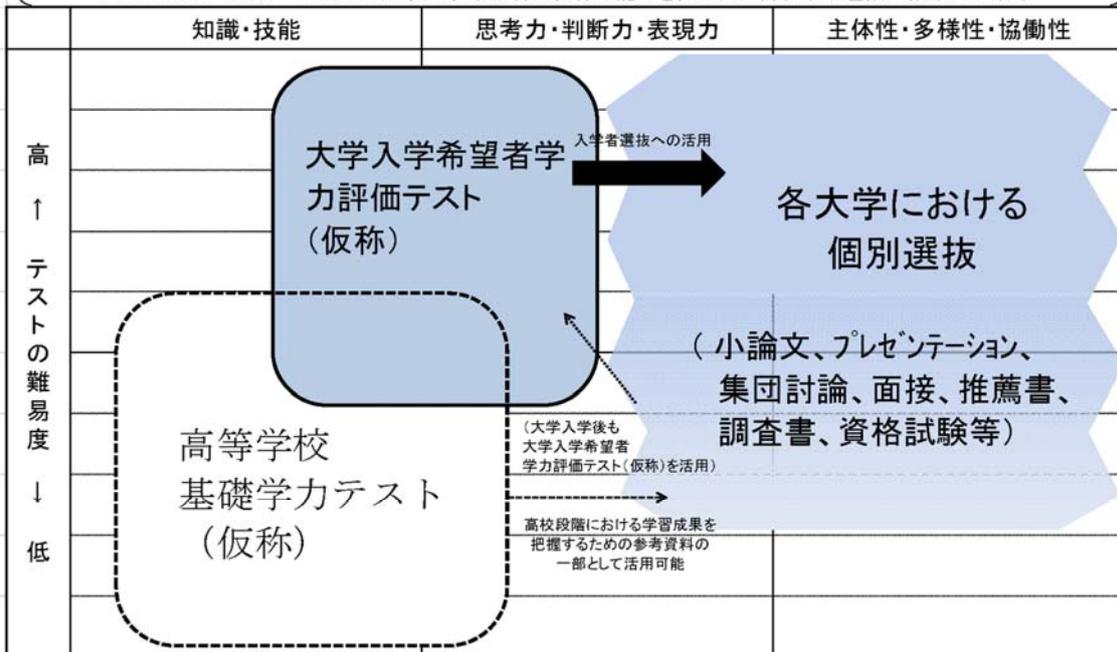 知識・技能
思考力・判断力・表現力
主体性・多様性・協働性
高
↑
テストの難易度
↓
低
大学入学希望者学
力評価テスト
(仮称)
入学者選抜への活用
各大学における
個別選抜
(小論文、プレゼンテーション、
集団討論、面接、推薦書、
調査書、資格試験等)
(大学入学後も
大学入学希望者
学力評価テスト(仮称)を活用)
高等学校
基礎学力テスト
(仮称)
高校段階における学習成果を
把握するための参考資料の
一部として活用可能